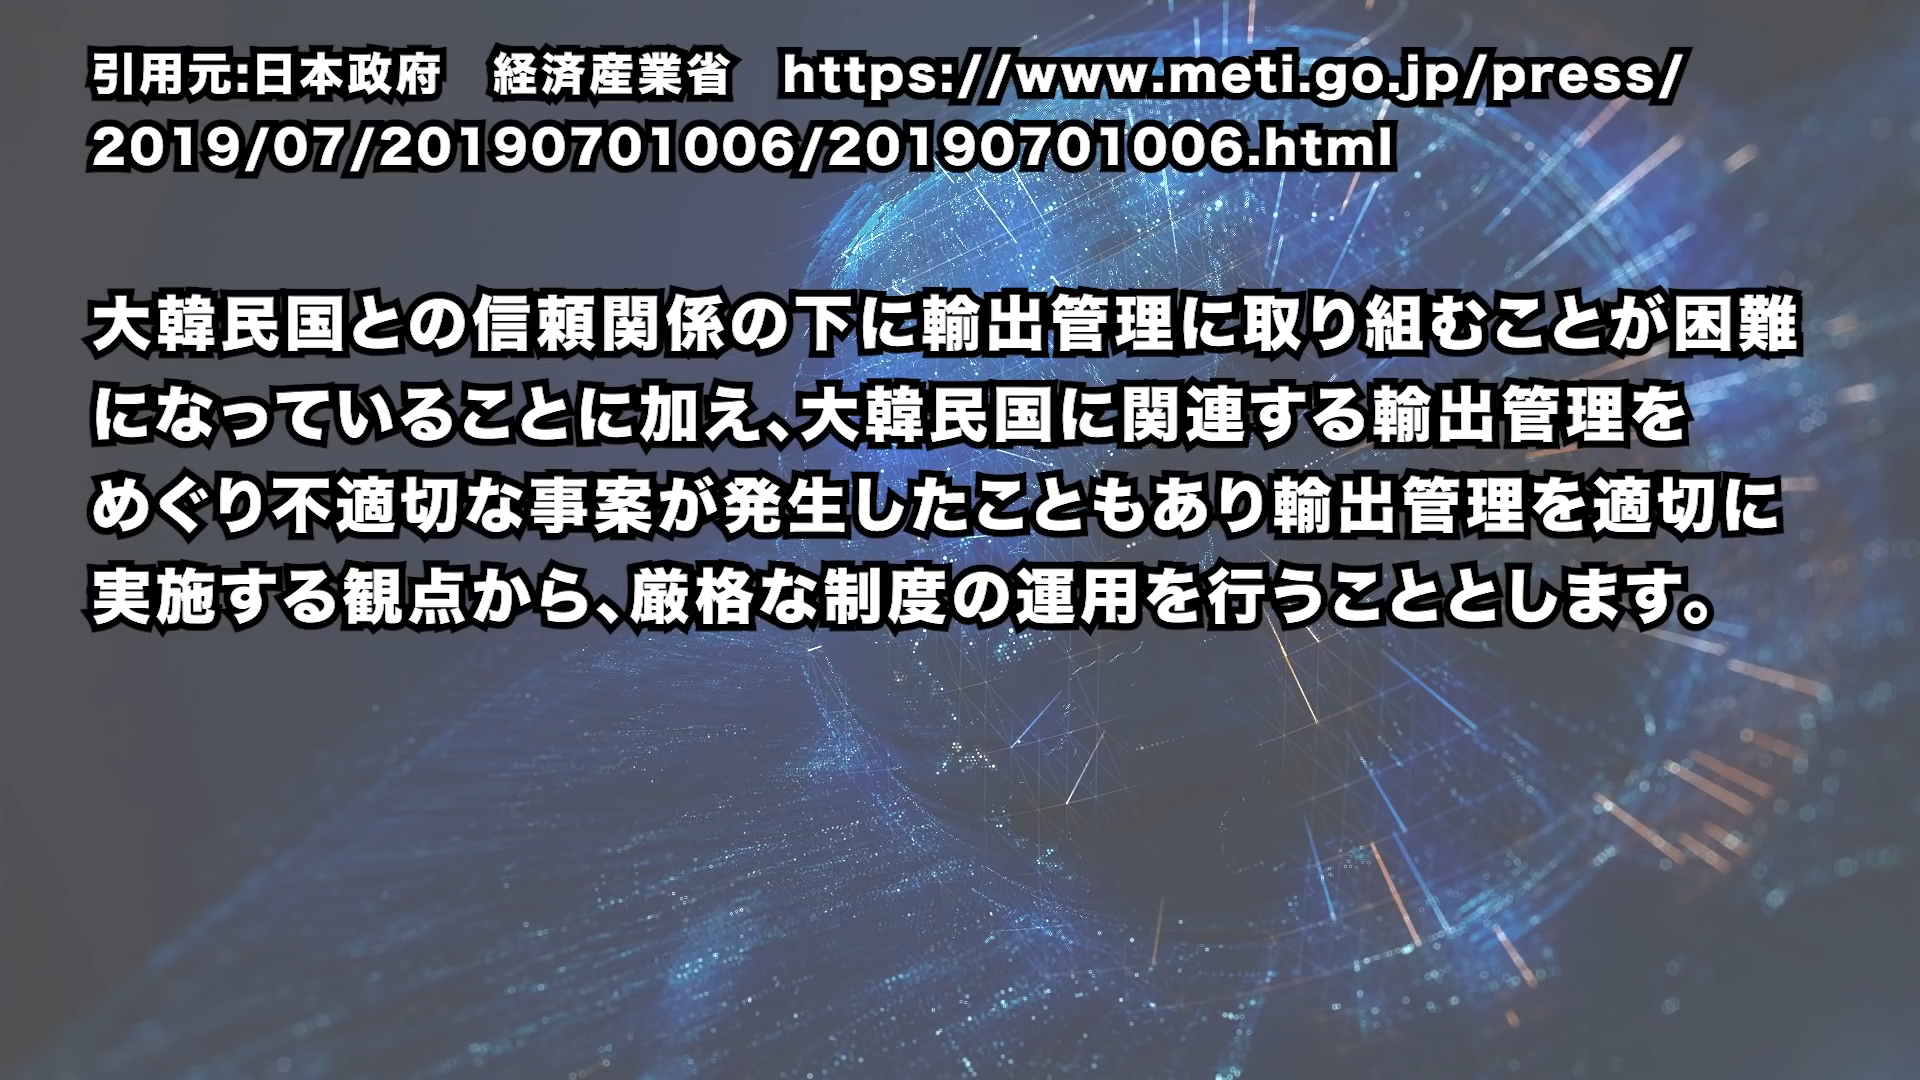 引用元:日本政府　経済産業省　https://www.meti.go.jp/press/
2019/07/20190701006/20190701006.html
大韓民国との信頼関係の下に輸出管理に取り組むことが困難
になっていることに加え、大韓民国に関連する輸出管理を
めぐり不適切な事案が発生したこともあり輸出管理を適切に
実施する観点から、厳格な制度の運用を行うこととします。